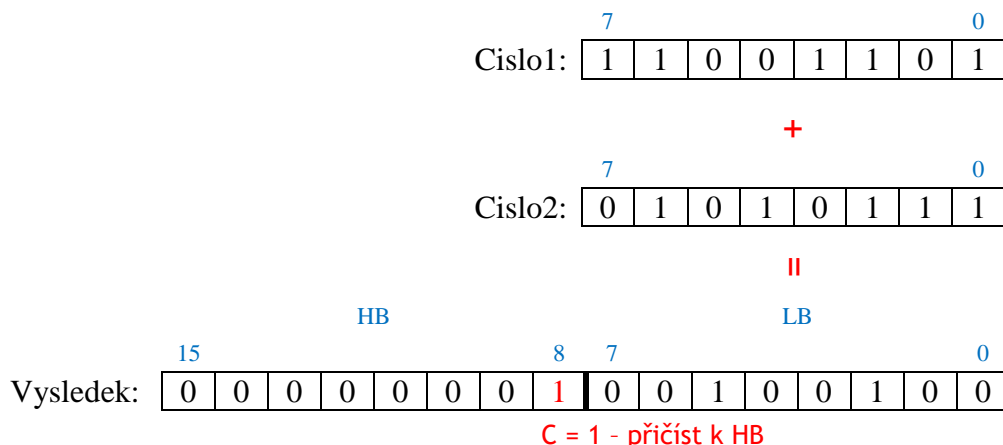 7 0
Cislo1: 1 1 0 0 1 1 0 1
+
7 0
Cislo2: 0 1 0 1 0 1 1 1
=
HB LB
15 8 7 0
Vysledek: 0 0 0 0 0 0 0 1 0 0 1 0 0 1 0 0
C = 1 - přičíst k HB